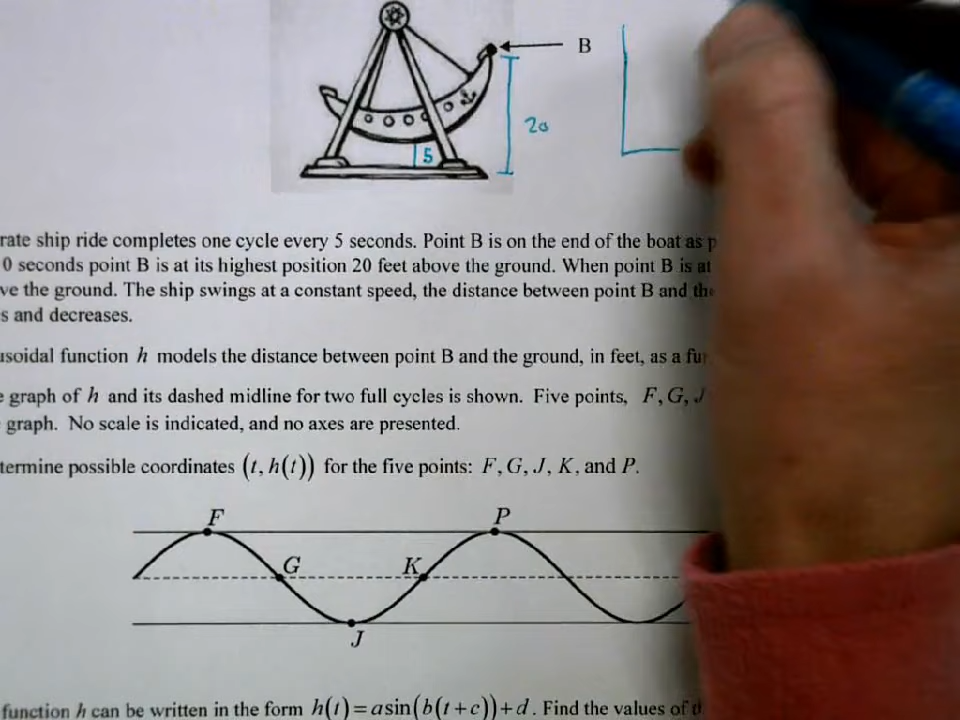 B
20
5
rate ship ride completes one cycle every 5 seconds. Point B is on the end of the boat as p
0 seconds point B is at its highest position 20 feet above the ground. When point B is at
ve the ground. The ship swings at a constant speed, the distance between point B and the
s and decreases.
usoidal function h models the distance between point B and the ground, in feet, as a fu
e graph of h and its dashed midline for two full cycles is shown. Five points, F, G, J
graph. No scale is indicated, and no axes are presented.
termine possible coordinates (t, h(t)) for the five points: F, G, J, K, and P.
F P
G K
J
function h can be written in the form h(t) = a sin(b(t + c)) + d. Find the values of